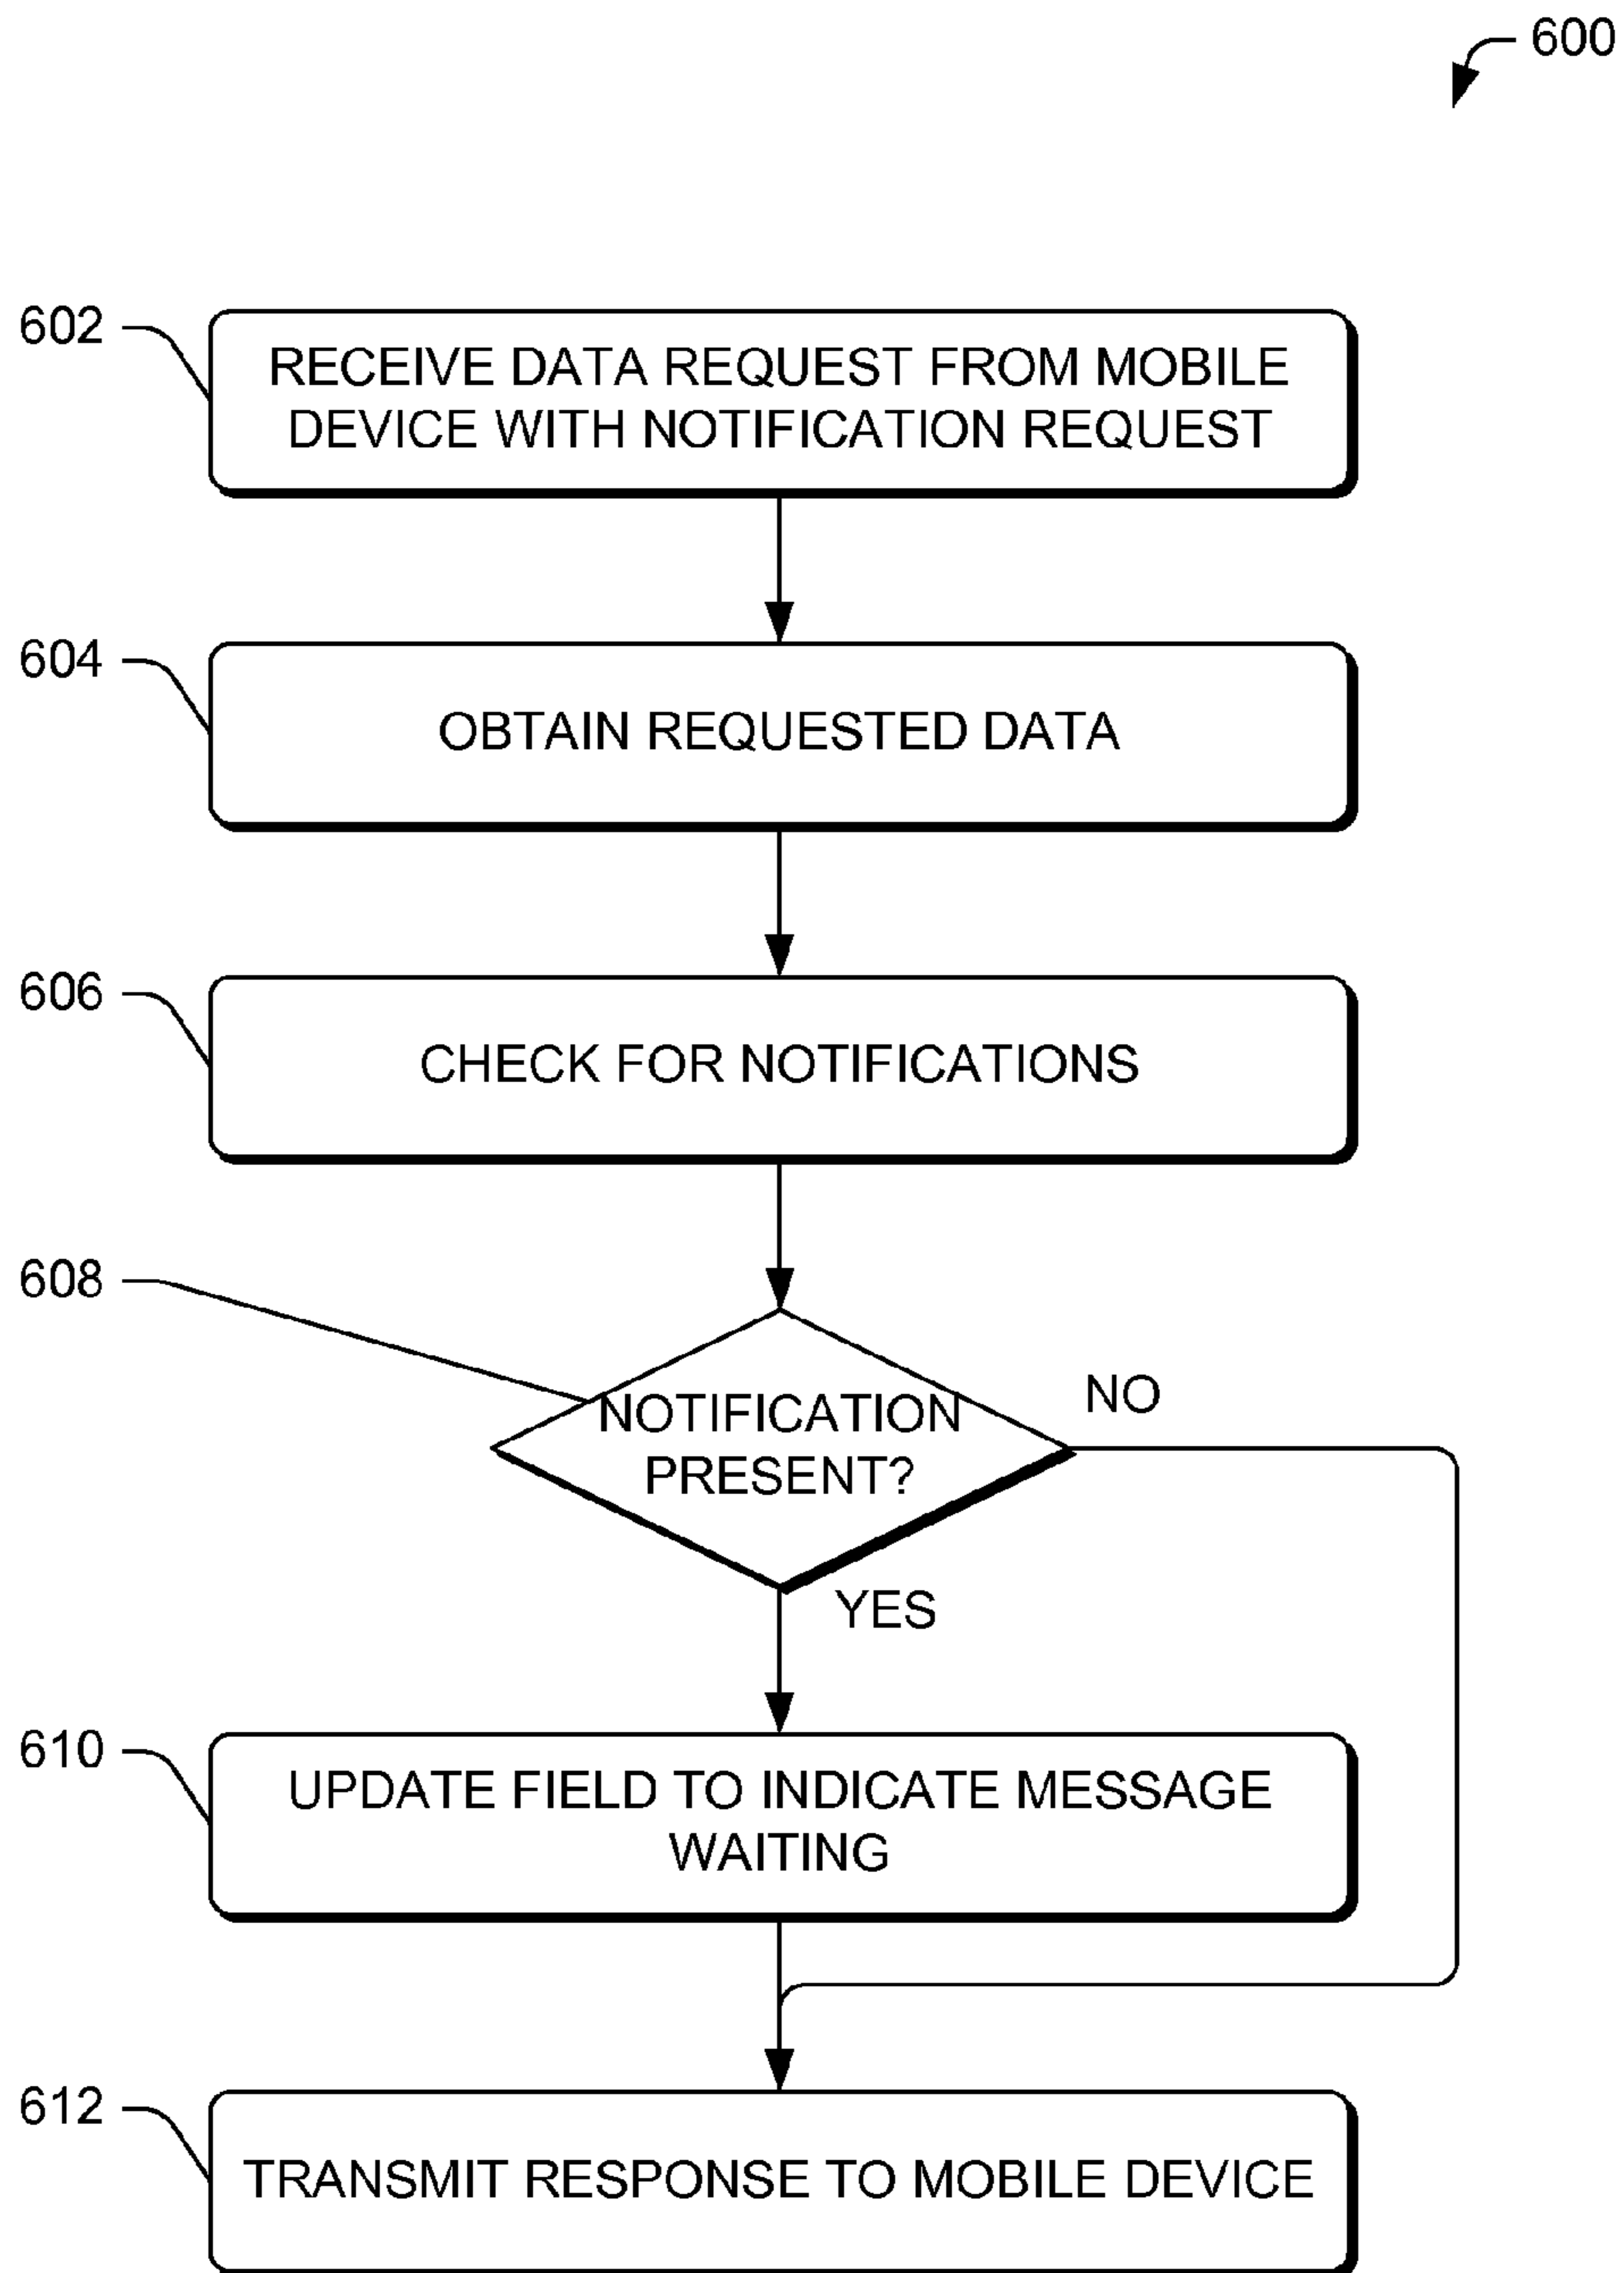 600
602
RECEIVE DATA REQUEST FROM MOBILE
DEVICE WITH NOTIFICATION REQUEST
604
OBTAIN REQUESTED DATA
606
CHECK FOR NOTIFICATIONS
608
NOTIFICATION
PRESENT?
NO
YES
610
UPDATE FIELD TO INDICATE MESSAGE
WAITING
612
TRANSMIT RESPONSE TO MOBILE DEVICE